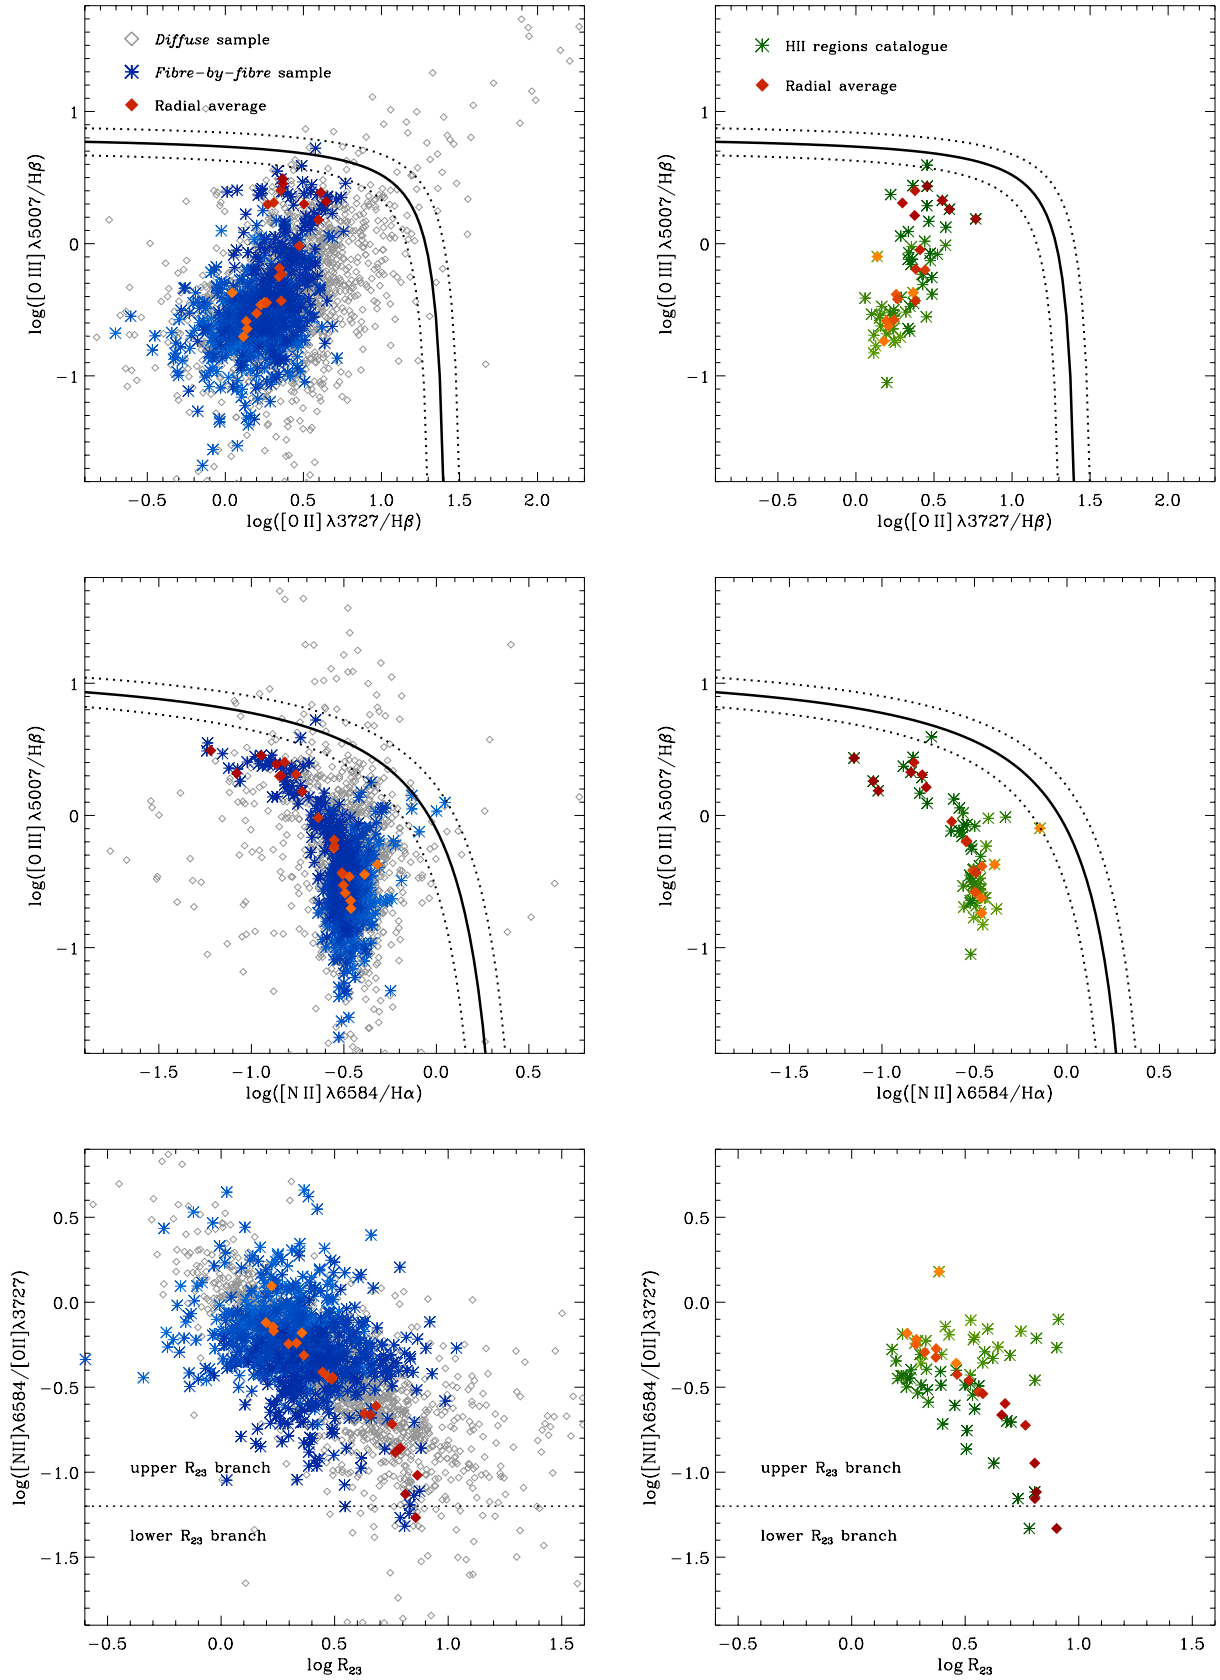 Diffuse sample
Fibre-by-fibre sample
Radial average
1
0
−1
−0.5 0.0 0.5 1.0 1.5 2.0
log([O II] λ3727/Hβ)
log([O III] λ5007/Hβ)
HII regions catalogue
Radial average
1
0
−1
−0.5 0.0 0.5 1.0 1.5 2.0
log([O II] λ3727/Hβ)
log([O III] λ5007/Hβ)
1
0
−1
−1.5 −1.0 −0.5 0.0 0.5
log([N II] λ6584/Hα)
log([O III] λ5007/Hβ)
1
0
−1
−1.5 −1.0 −0.5 0.0 0.5
log([N II] λ6584/Hα)
log([O III] λ5007/Hβ)
0.5
0.0
−0.5
−1.0
−1.5
upper R23 branch
lower R23 branch
−0.5 0.0 0.5 1.0 1.5
log R23
log([NII]λ6584/[OII]λ3727)
0.5
0.0
−0.5
−1.0
−1.5
upper R23 branch
lower R23 branch
−0.5 0.0 0.5 1.0 1.5
log R23
log([NII]λ6584/[OII]λ3727)